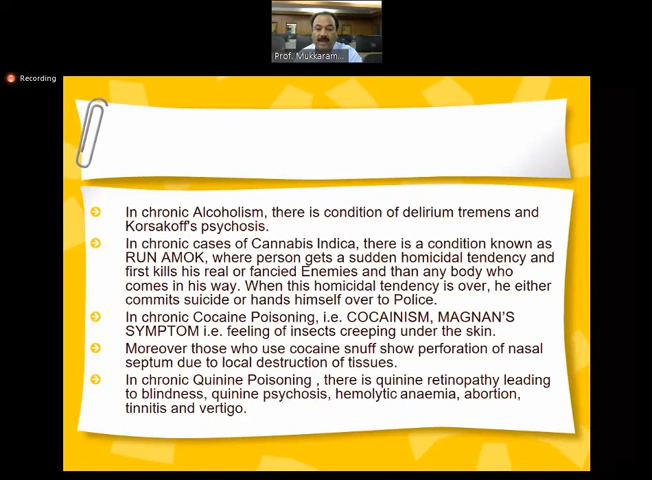 Prof. Mukkaram...
Recording
In chronic Alcoholism, there is condition of delirium tremens and
Korsakoff's psychosis.
In chronic cases of Cannabis Indica, there is a condition known as
RUN AMOK, where person gets a sudden homicidal tendency and
first kills his real or fancied Enemies and than any body who
comes in his way. When this homicidal tendency is over, he either
commits suicide or hands himself over to Police.
In chronic Cocaine Poisoning, i.e. COCAINISM, MAGNAN'S
SYMPTOM i.e. feeling of insects creeping under the skin.
Moreover those who use cocaine snuff show perforation of nasal
septum due to local destruction of tissues.
In chronic Quinine Poisoning , there is quinine retinopathy leading
to blindness, quinine psychosis, hemolytic anaemia, abortion,
tinnitis and vertigo.